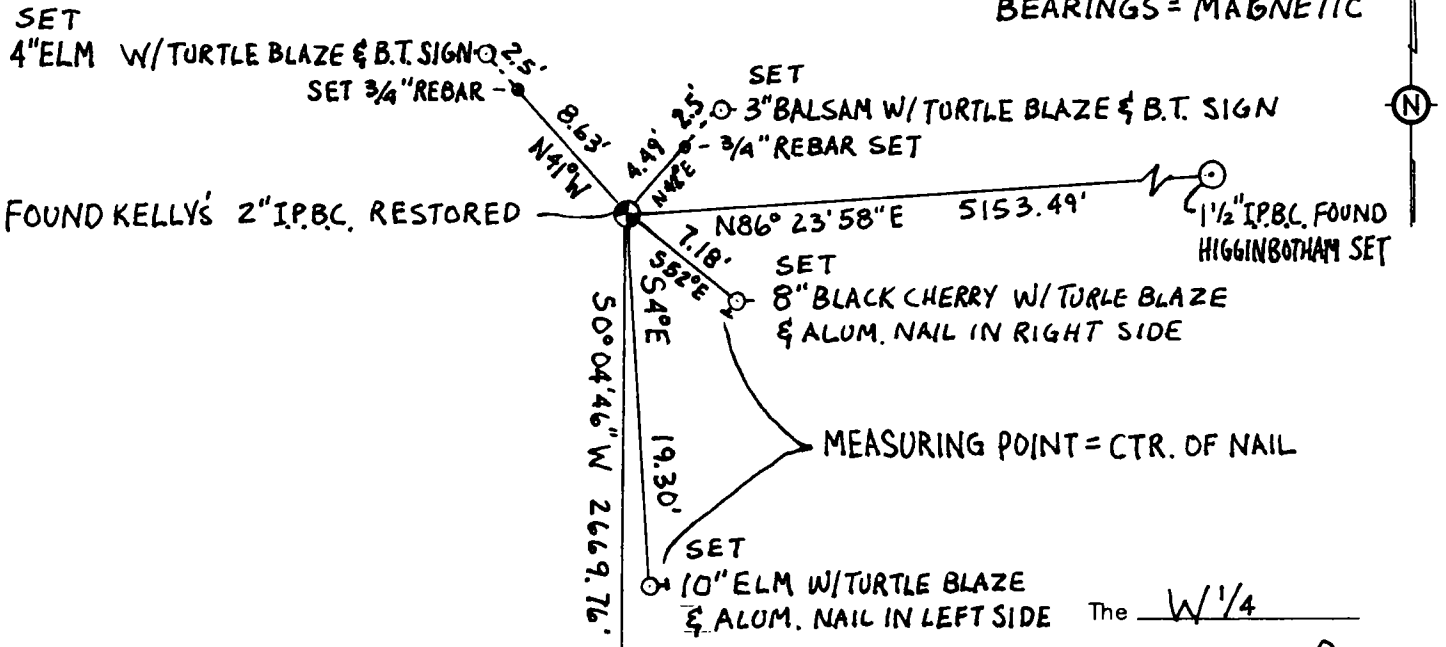 BEARINGS = MAGNETIC
SET
4" ELM W/ TURTLE BLAZE & B.T. SIGN
2.5'
SET 3/4" REBAR
8.63'
N41°W
SET
3" BALSAM W/ TURTLE BLAZE & B.T. SIGN
2.5'
3/4" REBAR SET
4.49'
N
FOUND KELLY'S 2" I.P.B.C. RESTORED
N86° 23' 58" E 5153.49'
1 1/2" I.P.B.C. FOUND
HIGGINBOTHAM SET
7.18'
S52°E
SET
8" BLACK CHERRY W/ TURLE BLAZE
& ALUM. NAIL IN RIGHT SIDE
S4°E
19.30'
S0° 04' 46" W 2669.76'
MEASURING POINT = CTR. OF NAIL
SET
10" ELM W/ TURTLE BLAZE
& ALUM. NAIL IN LEFT SIDE
The W 1/4